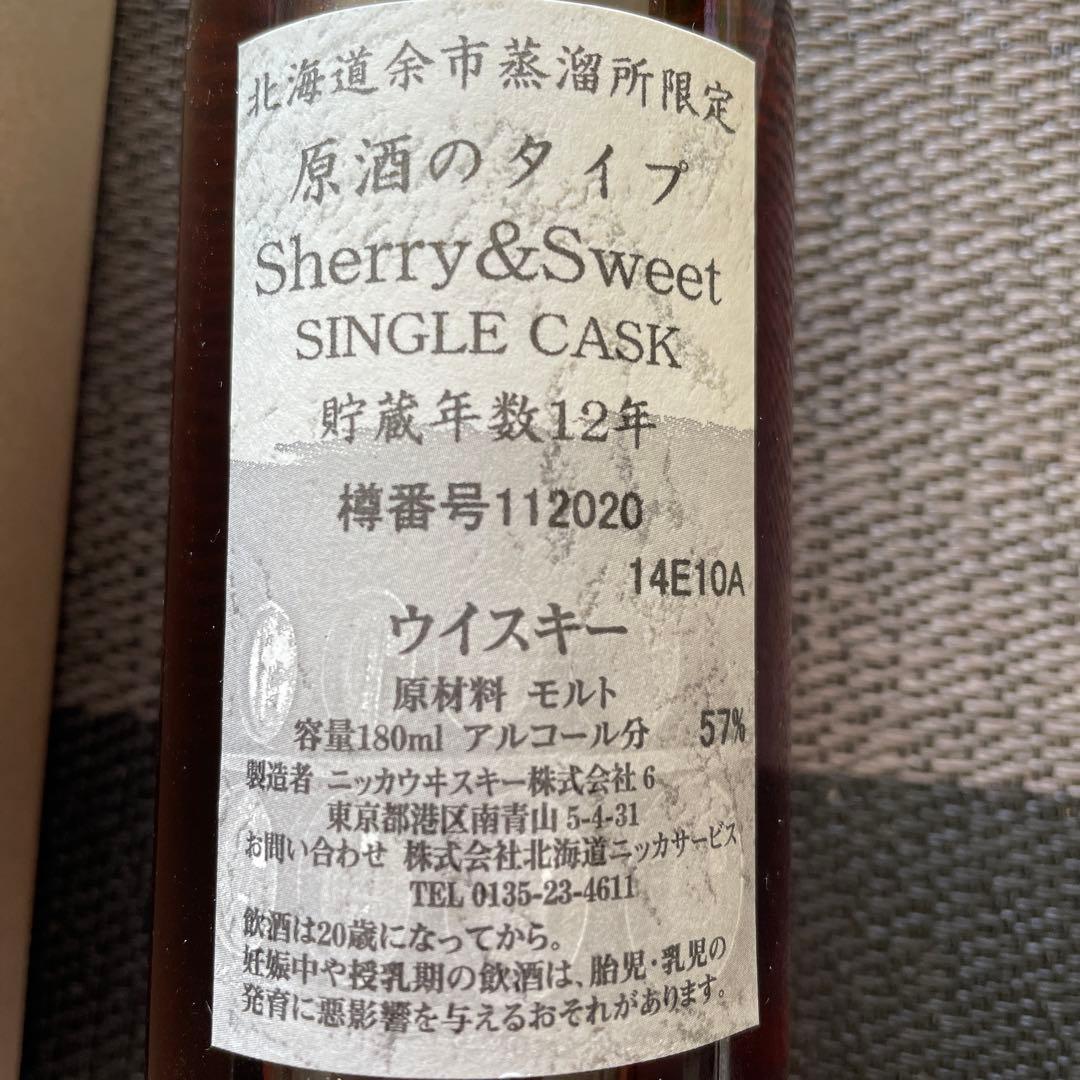 北海道余市蒸溜所限定
原酒のタイプ
Sherry&Sweet
SINGLE CASK
貯蔵年数12年
樽番号112020
14E10A
ウイスキー
原材料 モルト
容量180ml アルコール分 57%
製造者 ニッカウヰスキー株式会社6
東京都港区南青山 5-4-31
お問い合わせ 株式会社北海道ニッカサービス
TEL 0135-23-4611
飲酒は20歳になってから。
妊娠中や授乳期の飲酒は、胎児・乳児の
発育に悪影響を与えるおそれがあります。